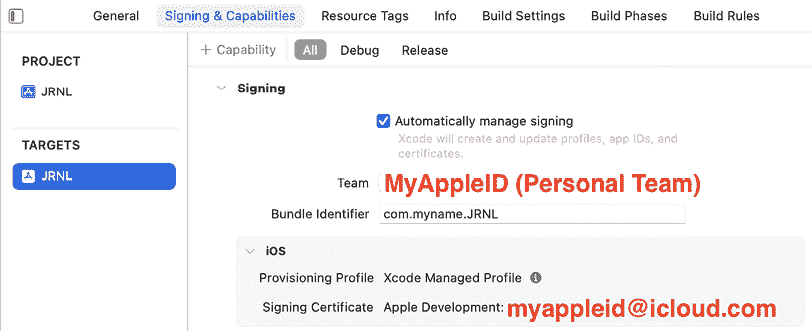 General Signing & Capabilities Resource Tags Info Build Settings Build Phases Build Rules
+ Capability All Debug Release
PROJECT
JRNL
TARGETS
JRNL
Signing
Automatically manage signing
Xcode will create and update profiles, app IDs, and
certificates.
Team MyAppleID (Personal Team)
Bundle Identifier com.myname.JRNL
iOS
Provisioning Profile Xcode Managed Profile
Signing Certificate Apple Development: myappleid@icloud.com